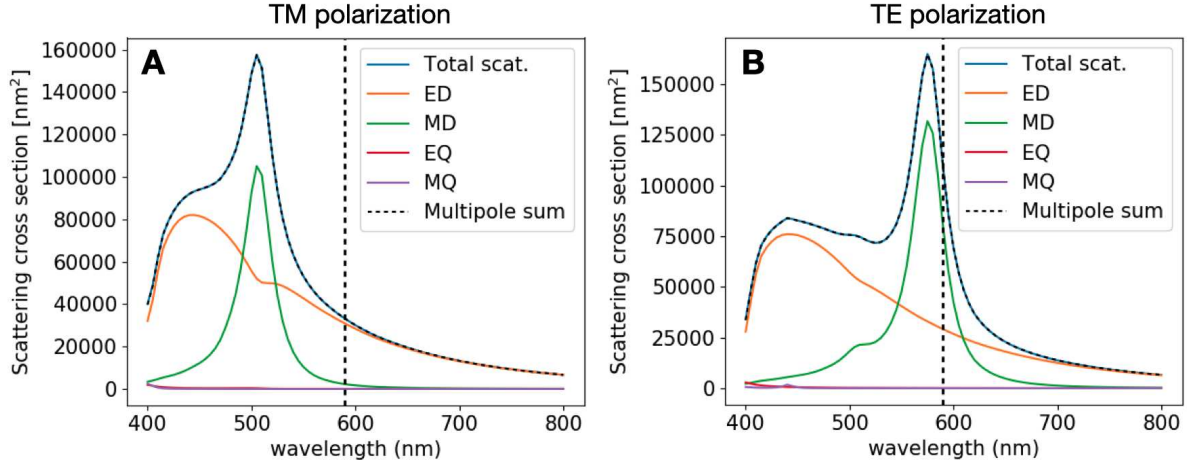 TM polarization
A
Total scat.
ED
MD
EQ
MQ
Multipole sum
160000
140000
120000
100000
80000
60000
40000
20000
0
Scattering cross section [nm²]
400
500
600
700
800
wavelength (nm)
TE polarization
B
Total scat.
ED
MD
EQ
MQ
Multipole sum
150000
125000
100000
75000
50000
25000
0
Scattering cross section [nm²]
400
500
600
700
800
wavelength (nm)